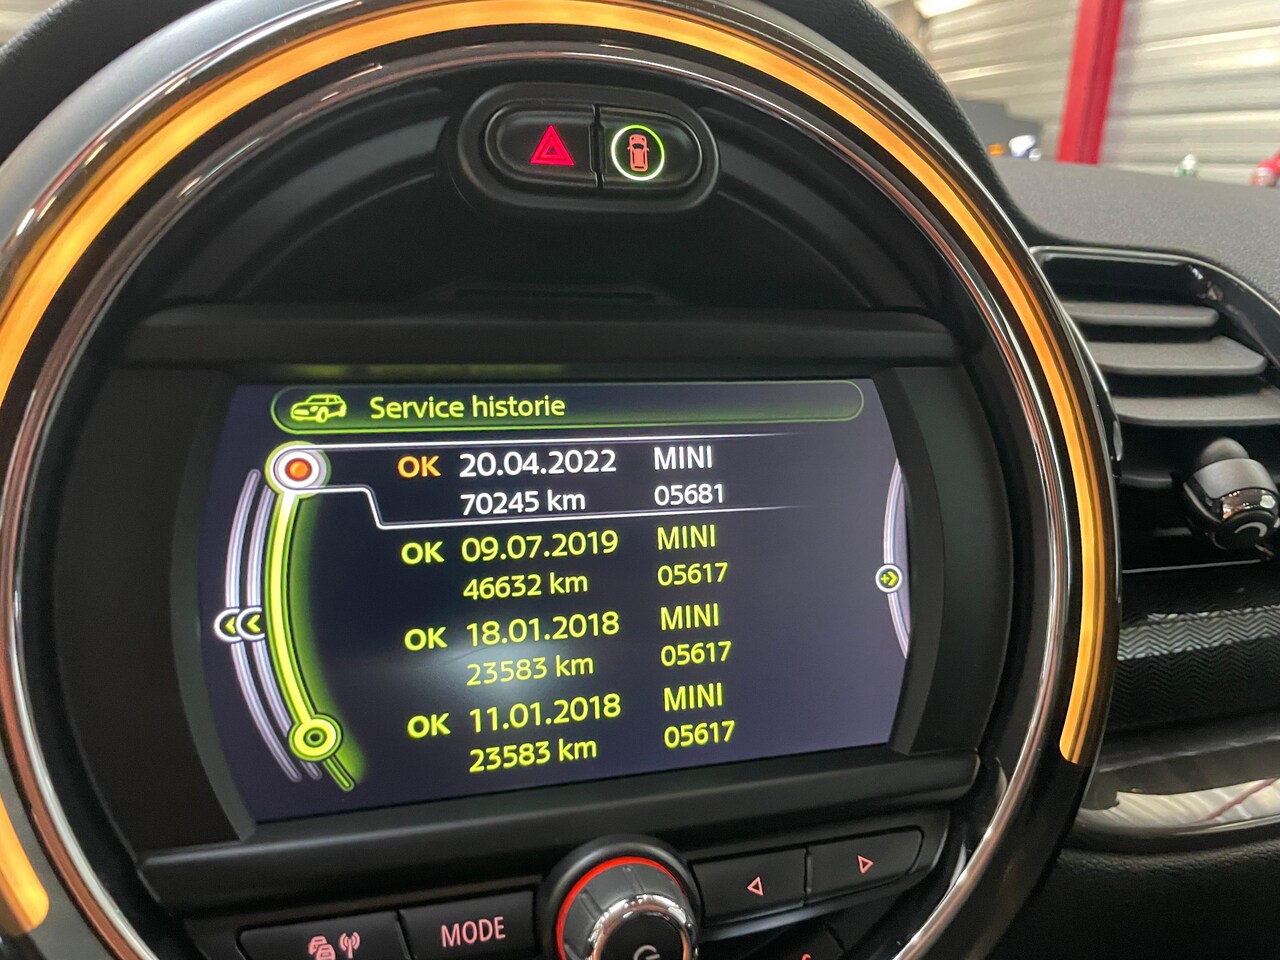 Service historie
OK 20.04.2022 MINI
70245 km 05681
OK 09.07.2019 MINI
46632 km 05617
OK 18.01.2018 MINI
23583 km 05617
OK 11.01.2018 MINI
23583 km 05617
MODE